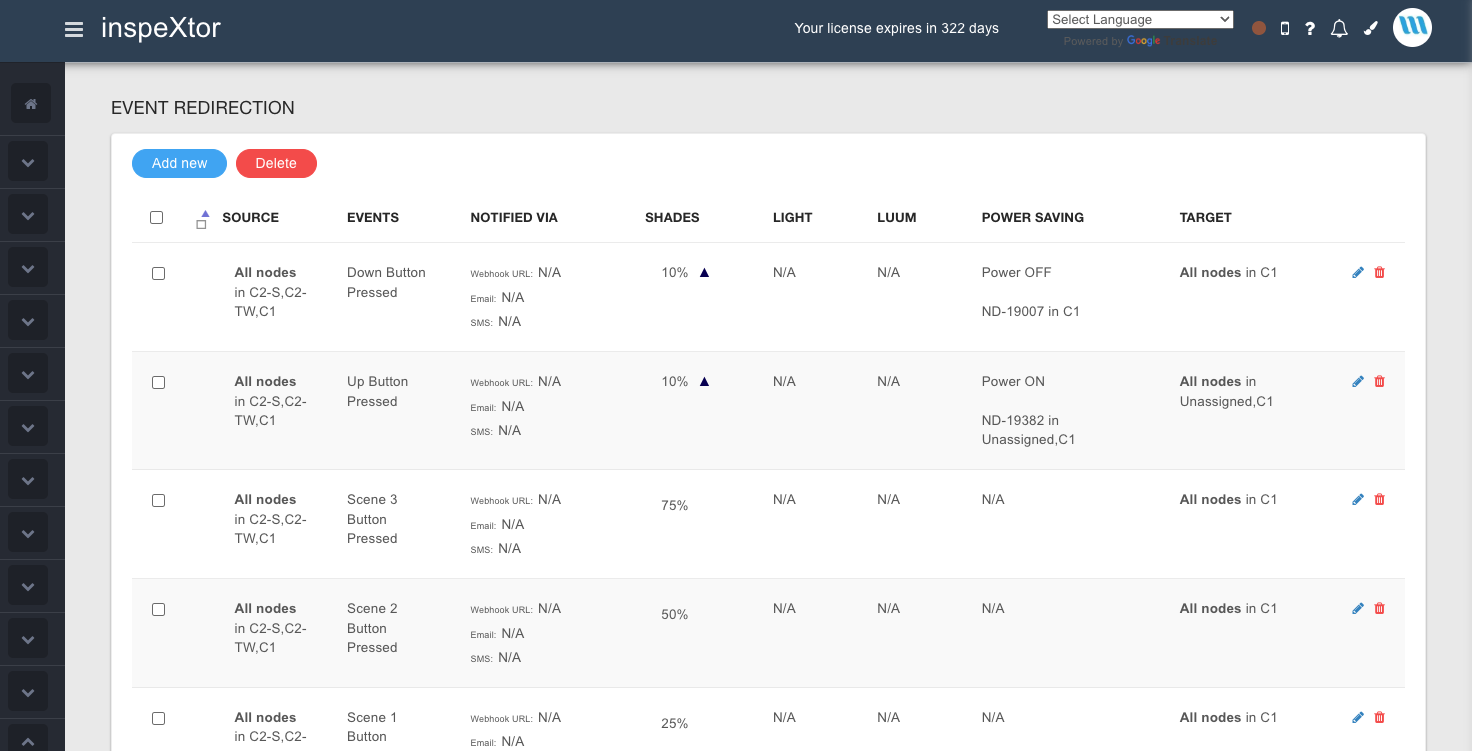 inspeXtor
Your license expires in 322 days
Select Language
Powered by Google
EVENT REDIRECTION
Add new
Delete
SOURCE EVENTS NOTIFIED VIA SHADES LIGHT LUUM POWER SAVING TARGET
All nodes Down Button Webhook URL: N/A 10% ▲ N/A N/A Power OFF All nodes in C1
in C2-S,C2- Pressed Email: N/A
TW,C1 SMS: N/A ND-19007 in C1
All nodes Up Button Webhook URL: N/A 10% ▲ N/A N/A Power ON All nodes in
in C2-S,C2- Pressed Email: N/A Unassigned,C1
TW,C1 SMS: N/A ND-19382 in
Unassigned,C1
All nodes Scene 3 Webhook URL: N/A 75% N/A N/A N/A All nodes in C1
in C2-S,C2- Button Email: N/A
TW,C1 Pressed SMS: N/A
All nodes Scene 2 Webhook URL: N/A 50% N/A N/A N/A All nodes in C1
in C2-S,C2- Button Email: N/A
TW,C1 Pressed SMS: N/A
All nodes Scene 1 Webhook URL: N/A 25% N/A N/A N/A All nodes in C1
in C2-S,C2- Button Email: N/A